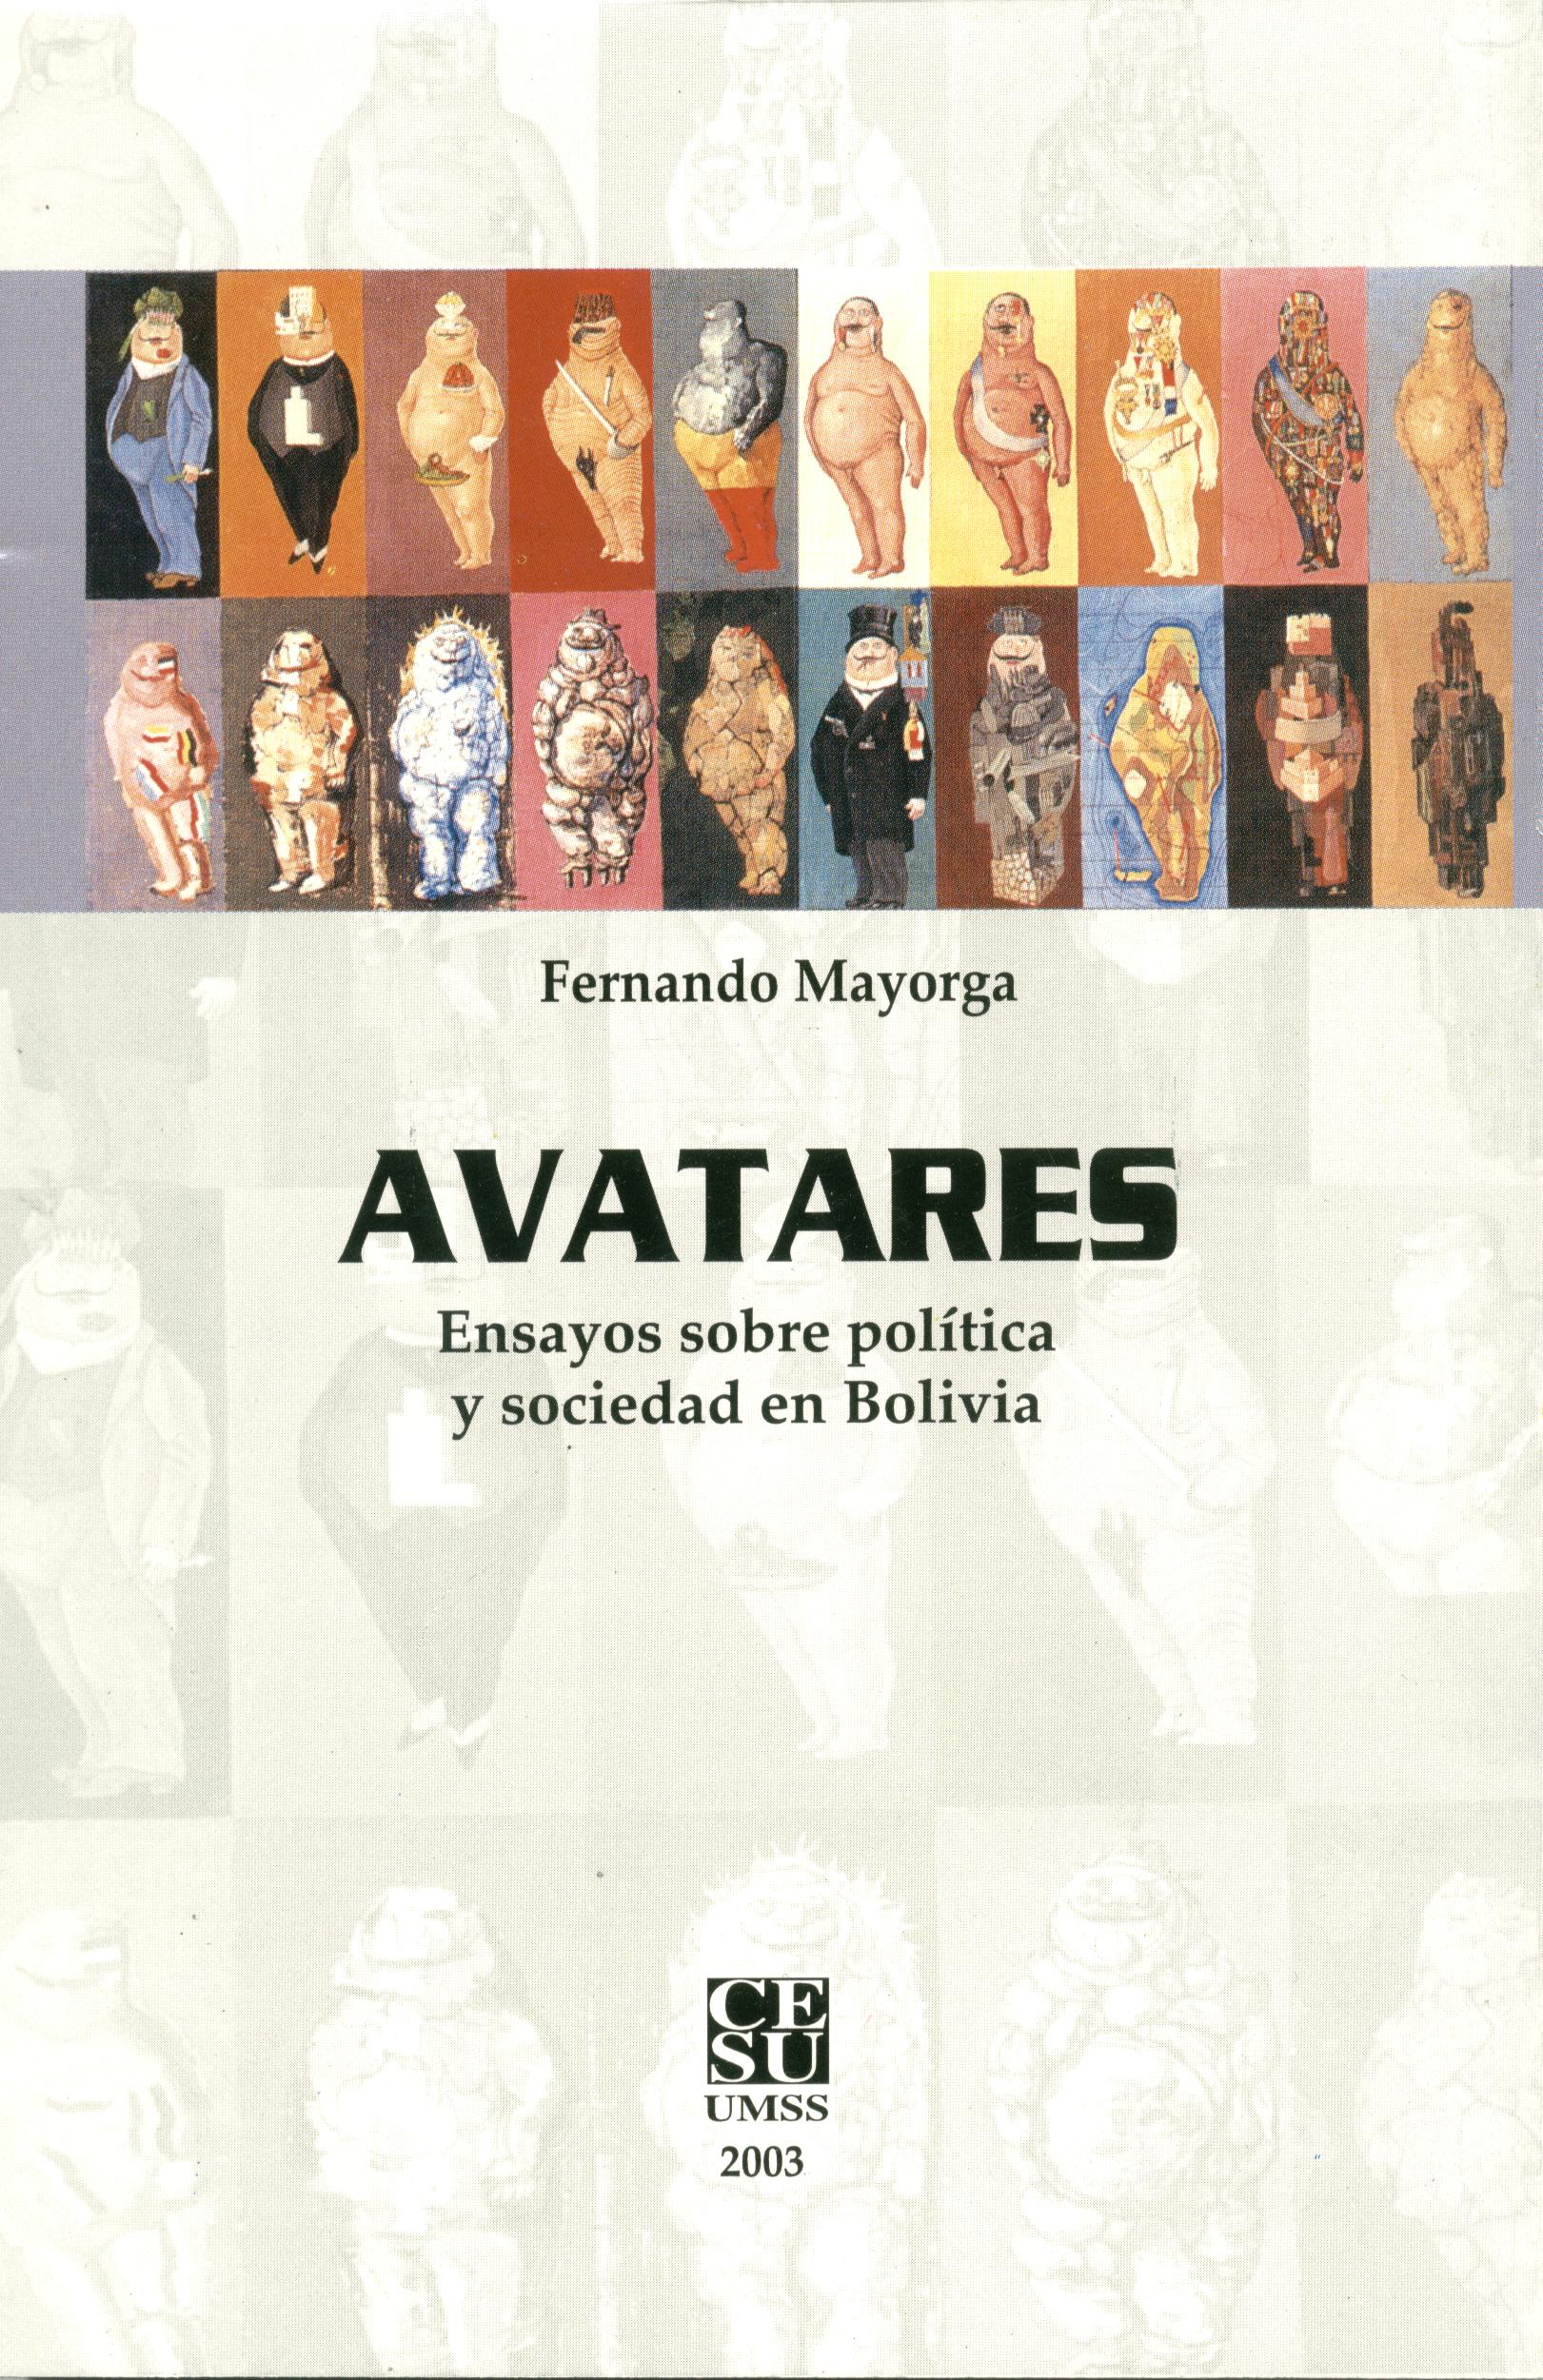 Fernando Mayorga
AVATARES
Ensayos sobre política
y sociedad en Bolivia
CE
SU
UMSS
2003